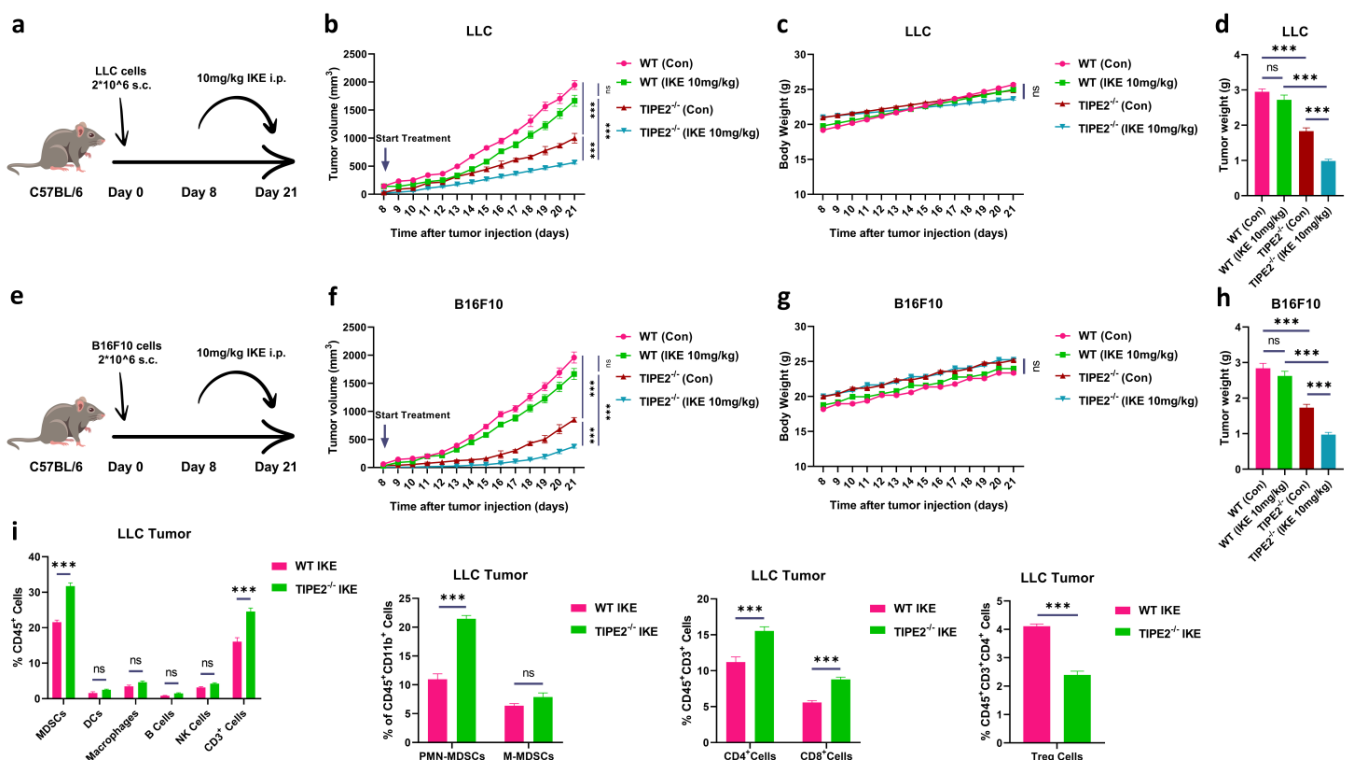 a
LLC cells
2*10^6 s.c.
10mg/kg IKE i.p.
C57BL/6
Day 0
Day 8
Day 21
b
LLC
Tumor volume (mm³)
2500
2000
1500
1000
500
0
Start Treatment
8 9 10 11 12 13 14 15 16 17 18 19 20 21
Time after tumor injection (days)
WT (Con)
WT (IKE 10mg/kg)
TIPE2⁻/⁻ (Con)
TIPE2⁻/⁻ (IKE 10mg/kg)
ns
***
***
***
c
LLC
Body Weight (g)
30
25
20
15
10
8 9 10 11 12 13 14 15 16 17 18 19 20 21
Time after tumor injection (days)
ns
WT (Con)
WT (IKE 10mg/kg)
TIPE2⁻/⁻ (Con)
TIPE2⁻/⁻ (IKE 10mg/kg)
d
LLC
Tumor weight (g)
4
3
2
1
0
***
ns
***
***
WT (Con)
WT (IKE 10mg/kg)
TIPE2⁻/⁻ (Con)
TIPE2⁻/⁻ (IKE 10mg/kg)
e
B16F10 cells
2*10^6 s.c.
10mg/kg IKE i.p.
C57BL/6
Day 0
Day 8
Day 21
f
B16F10
Tumor volume (mm³)
2500
2000
1500
1000
500
0
Start Treatment
8 9 10 11 12 13 14 15 16 17 18 19 20 21
Time after tumor injection (days)
WT (Con)
WT (IKE 10mg/kg)
TIPE2⁻/⁻ (Con)
TIPE2⁻/⁻ (IKE 10mg/kg)
ns
***
***
***
g
B16F10
Body Weight (g)
30
25
20
15
10
8 9 10 11 12 13 14 15 16 17 18 19 20 21
Time after tumor injection (days)
ns
WT (Con)
WT (IKE 10mg/kg)
TIPE2⁻/⁻ (Con)
TIPE2⁻/⁻ (IKE 10mg/kg)
h
B16F10
Tumor weight (g)
4
3
2
1
0
***
ns
***
***
WT (Con)
WT (IKE 10mg/kg)
TIPE2⁻/⁻ (Con)
TIPE2⁻/⁻ (IKE 10mg/kg)
i
LLC Tumor
% CD45⁺ Cells
40
30
20
10
0
***
ns
ns
ns
ns
***
MDSCs
DCs
Macrophages
B Cells
NK Cells
CD3⁺ Cells
WT IKE
TIPE2⁻/⁻ IKE
LLC Tumor
% of CD45⁺CD11b⁺ Cells
25
20
15
10
5
0
***
ns
PMN-MDSCs
M-MDSCs
WT IKE
TIPE2⁻/⁻ IKE
LLC Tumor
% CD45⁺CD3⁺ Cells
20
15
10
5
0
***
***
CD4⁺Cells
CD8⁺Cells
WT IKE
TIPE2⁻/⁻ IKE
LLC Tumor
% CD45⁺CD3⁺CD4⁺ Cells
5
4
3
2
1
0
***
Treg Cells
WT IKE
TIPE2⁻/⁻ IKE